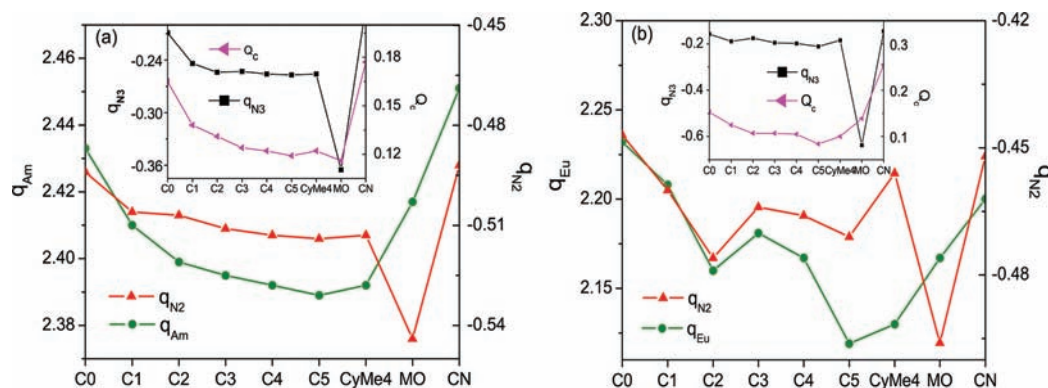 (a)
2.46
2.44
2.42
2.40
2.38
q_Am
-0.45
-0.48
-0.51
-0.54
q_N2
C0 C1 C2 C3 C4 C5 CyMe4 MO CN
q_N2
q_Am
-0.24
-0.30
-0.36
q_N3
0.18
0.15
0.12
Q_c
Q_c
q_N3
C0 C1 C2 C3 C4 C5 CyMe4 MO CN
(b)
2.30
2.25
2.20
2.15
q_Eu
-0.42
-0.45
-0.48
q_N2
C0 C1 C2 C3 C4 C5 CyMe4 MO CN
q_N2
q_Eu
-0.2
-0.4
-0.6
q_N3
0.3
0.2
0.1
Q_c
q_N3
Q_c
C0 C1 C2 C3 C4 C5 CyMe4 MO CN